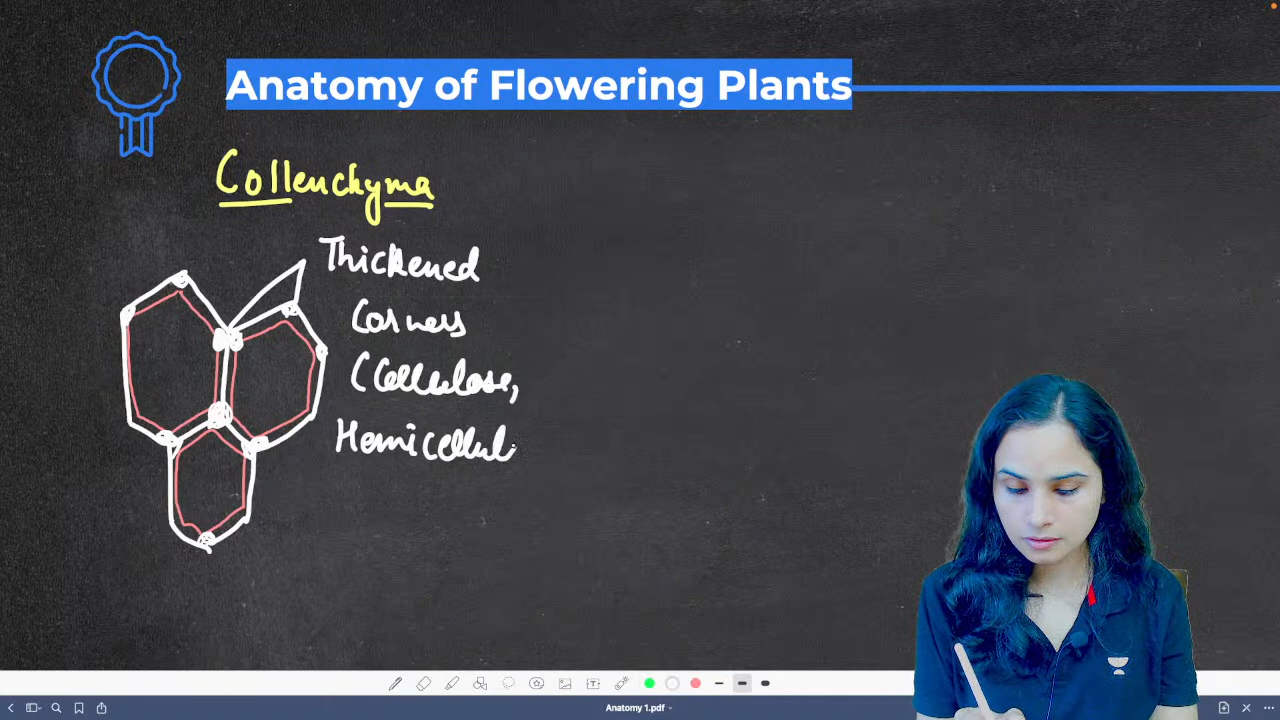 Anatomy of Flowering Plants
Collenchyma
Thickened
Corners
(Cellulose,
Hemicellul
Anatomy 1.pdf